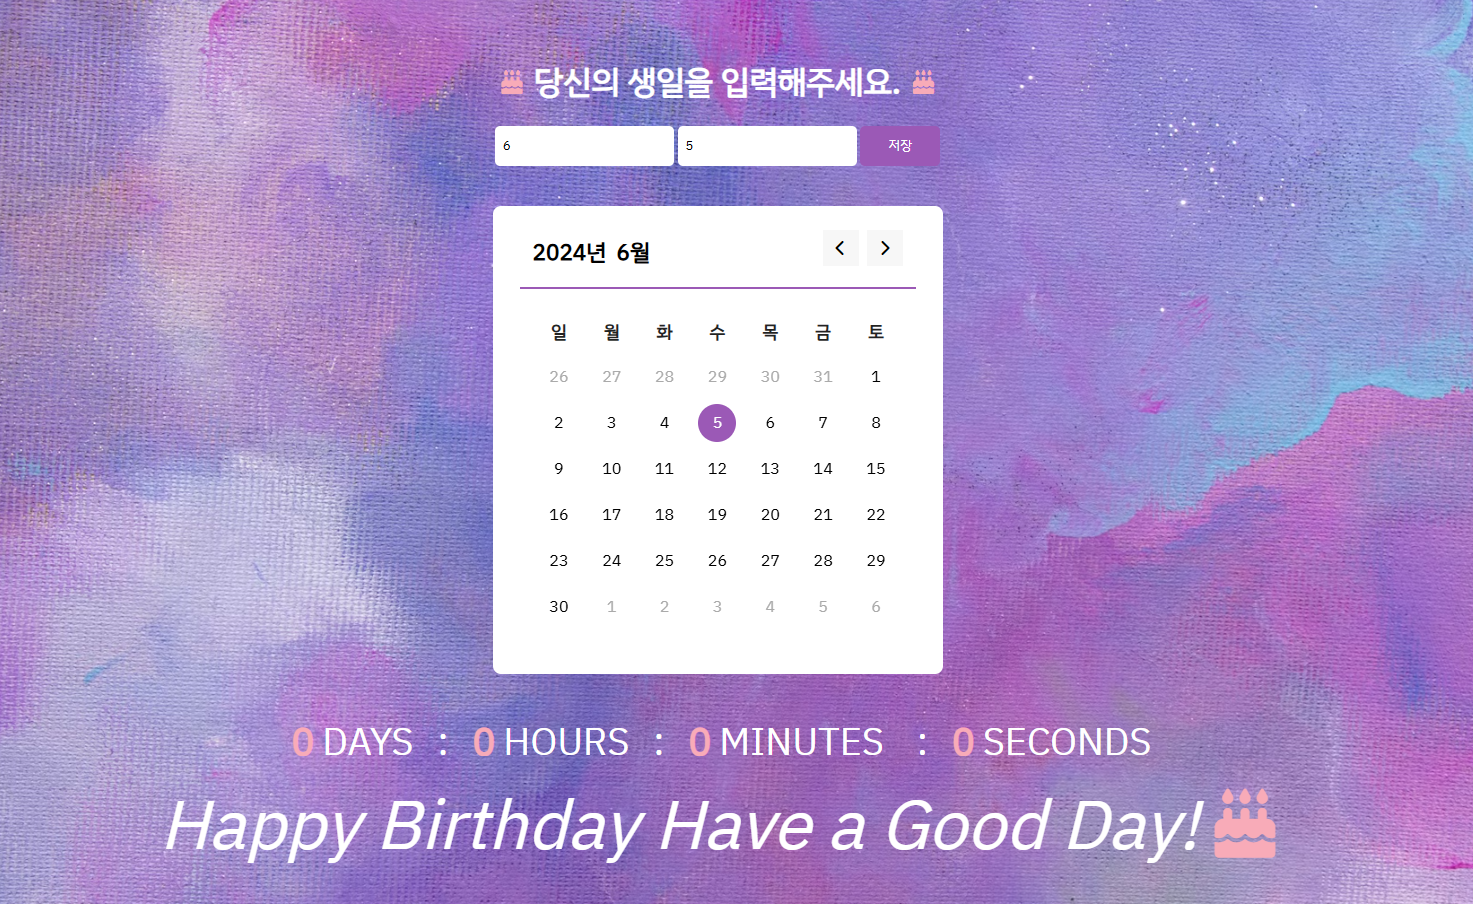 당신의 생일을 입력해주세요.
6 5 저장
2024년 6월
일 월 화 수 목 금 토
26 27 28 29 30 31 1
2 3 4 5 6 7 8
9 10 11 12 13 14 15
16 17 18 19 20 21 22
23 24 25 26 27 28 29
30 1 2 3 4 5 6
0 DAYS : 0 HOURS : 0 MINUTES : 0 SECONDS
Happy Birthday Have a Good Day!